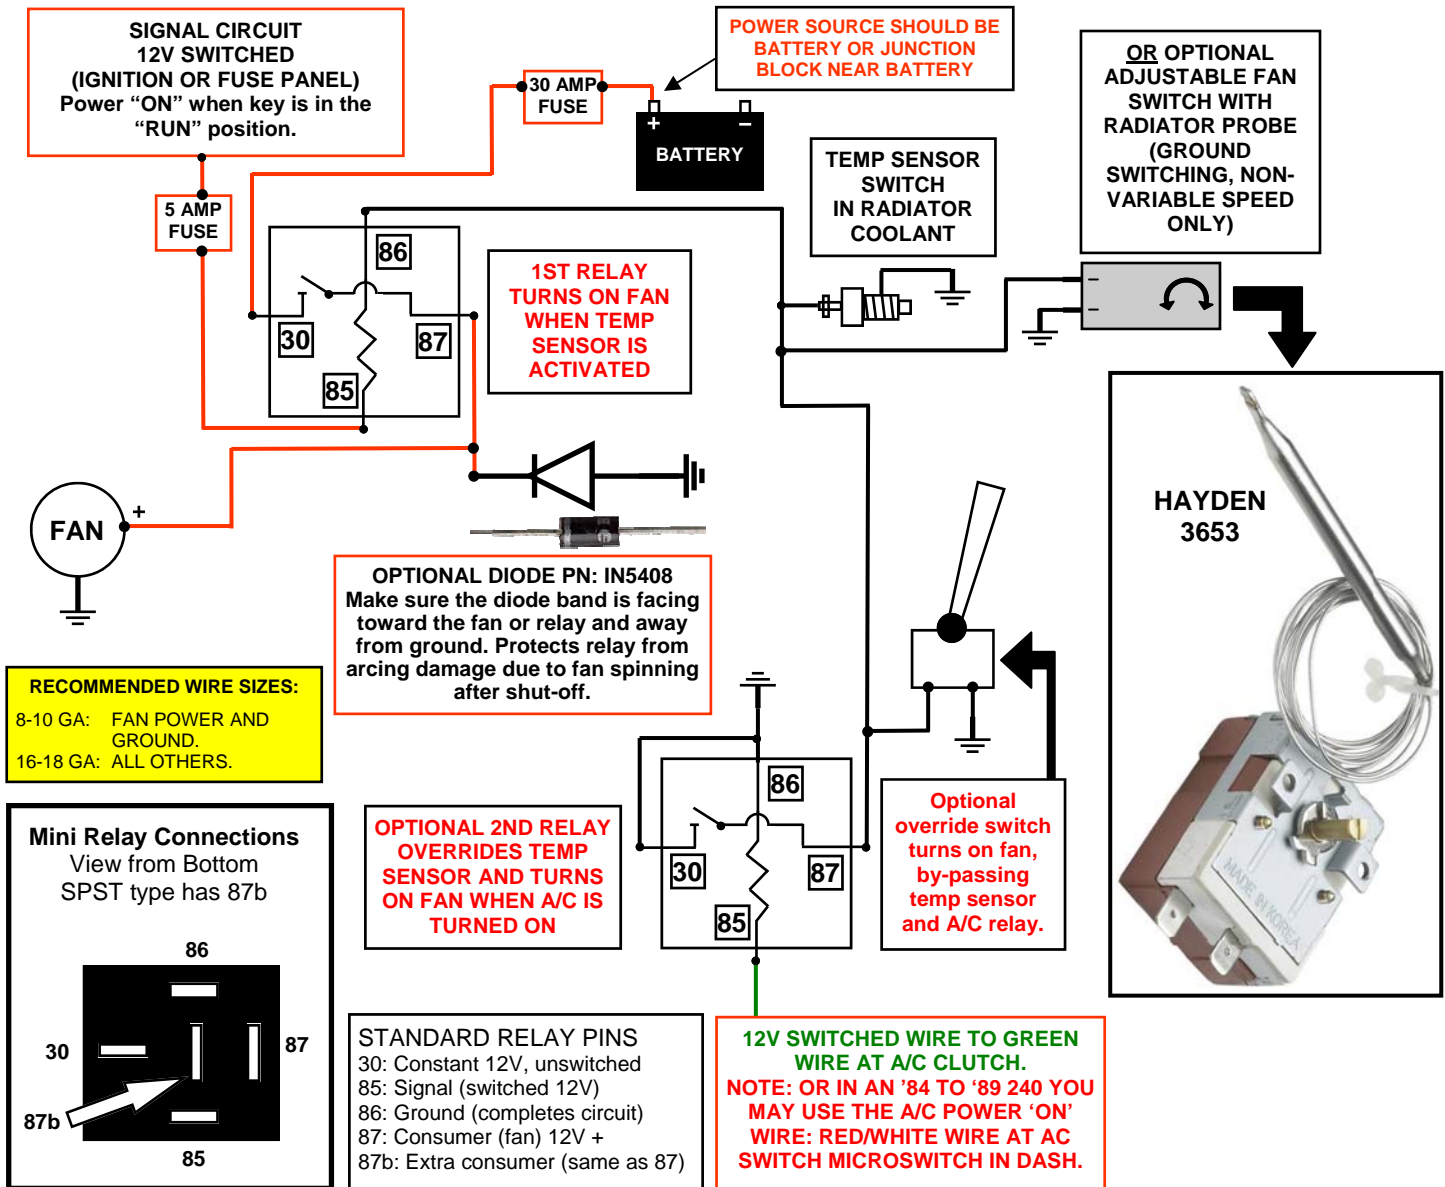 SIGNAL CIRCUIT
12V SWITCHED
(IGNITION OR FUSE PANEL)
Power “ON” when key is in the
“RUN” position.
30 AMP
FUSE
POWER SOURCE SHOULD BE
BATTERY OR JUNCTION
BLOCK NEAR BATTERY
+
–
BATTERY
OR OPTIONAL
ADJUSTABLE FAN
SWITCH WITH
RADIATOR PROBE
(GROUND
SWITCHING, NON-
VARIABLE SPEED
ONLY)
TEMP SENSOR
SWITCH
IN RADIATOR
COOLANT
5 AMP
FUSE
86
30
87
85
1ST RELAY
TURNS ON FAN
WHEN TEMP
SENSOR IS
ACTIVATED
–
–
FAN
+
HAYDEN
3653
MADE IN KOREA
OPTIONAL DIODE PN: IN5408
Make sure the diode band is facing
toward the fan or relay and away
from ground. Protects relay from
arcing damage due to fan spinning
after shut-off.
RECOMMENDED WIRE SIZES:
8-10 GA: FAN POWER AND
GROUND.
16-18 GA: ALL OTHERS.
86
30
87
85
OPTIONAL 2ND RELAY
OVERRIDES TEMP
SENSOR AND TURNS
ON FAN WHEN A/C IS
TURNED ON
Optional
override switch
turns on fan,
by-passing
temp sensor
and A/C relay.
Mini Relay Connections
View from Bottom
SPST type has 87b
86
30
87
87b
85
STANDARD RELAY PINS
30: Constant 12V, unswitched
85: Signal (switched 12V)
86: Ground (completes circuit)
87: Consumer (fan) 12V +
87b: Extra consumer (same as 87)
12V SWITCHED WIRE TO GREEN
WIRE AT A/C CLUTCH.
NOTE: OR IN AN ’84 TO ‘89 240 YOU
MAY USE THE A/C POWER ‘ON’
WIRE: RED/WHITE WIRE AT AC
SWITCH MICROSWITCH IN DASH.